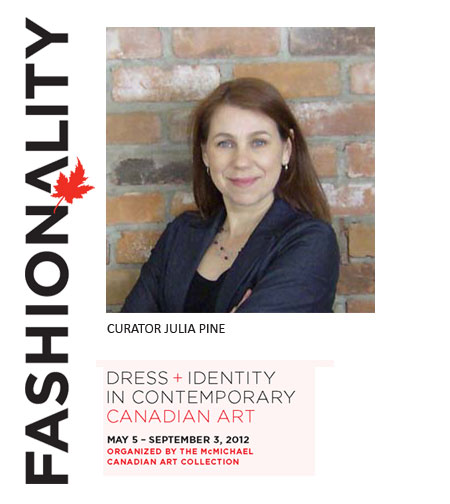 FASHIONALITY
CURATOR JULIA PINE
DRESS + IDENTITY
IN CONTEMPORARY
CANADIAN ART
MAY 5 – SEPTEMBER 3, 2012
ORGANIZED BY THE McMICHAEL
CANADIAN ART COLLECTION